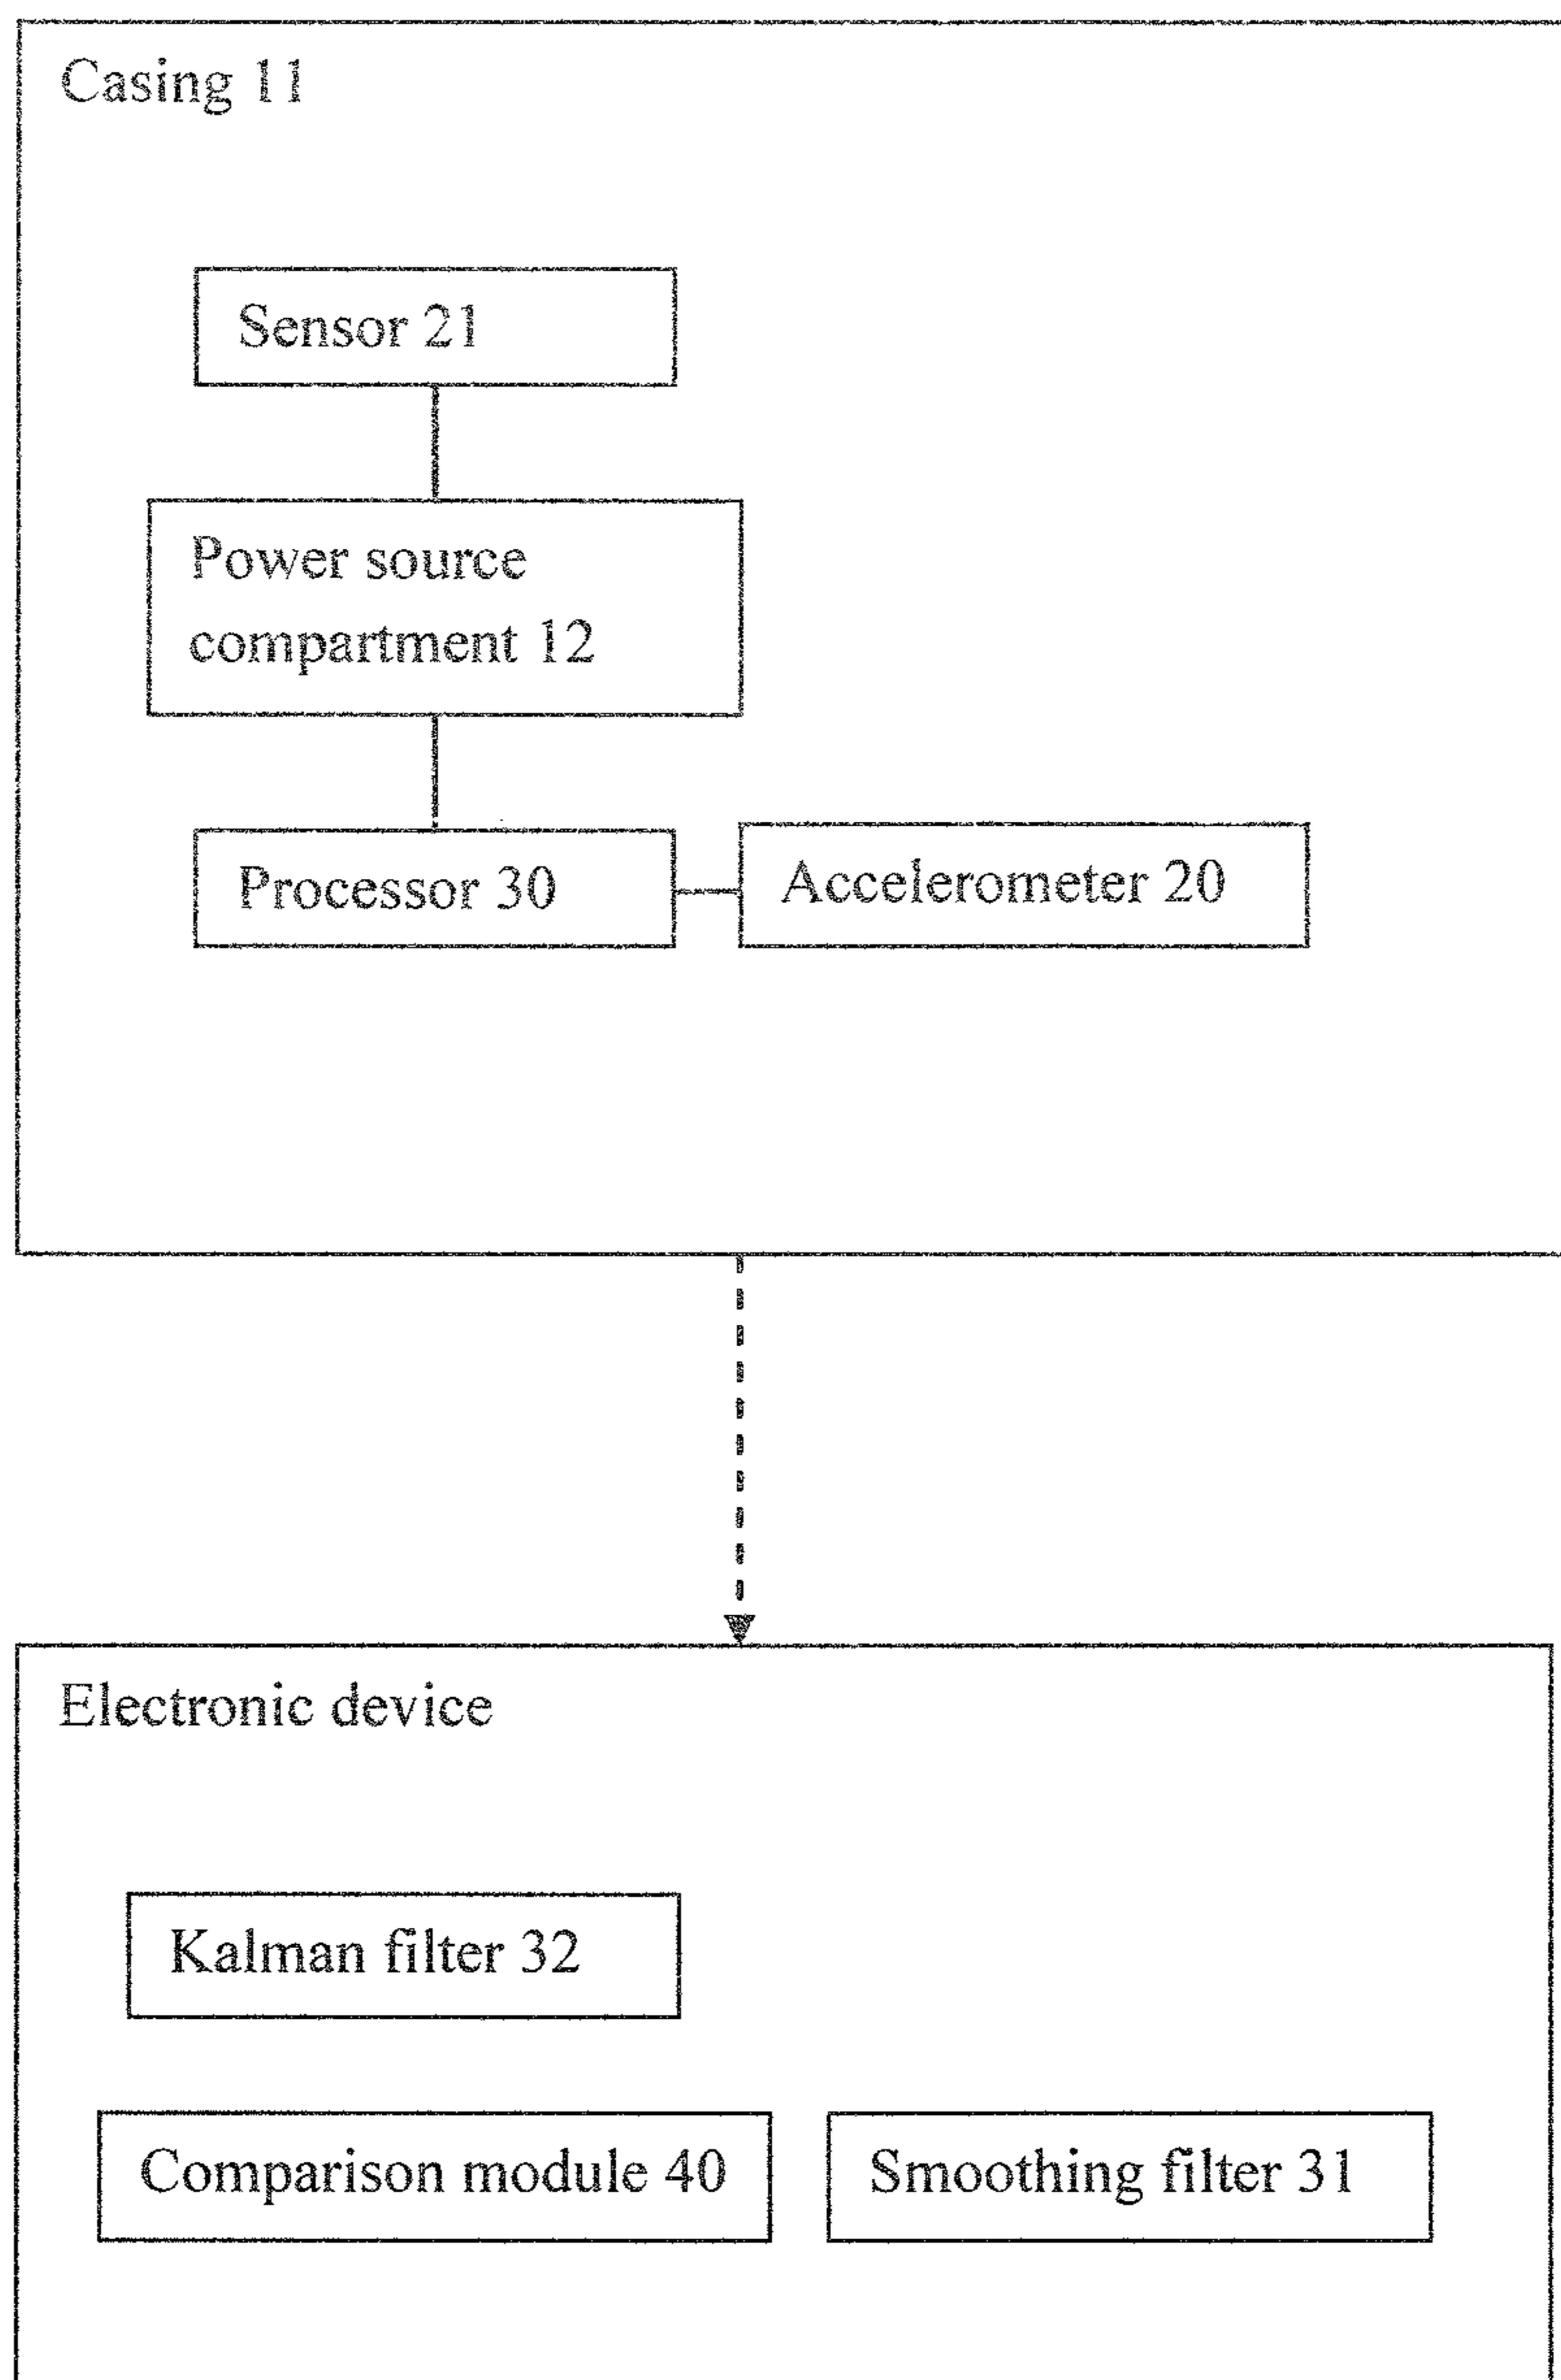 Casing 11
Sensor 21
Power source
compartment 12
Processor 30
Accelerometer 20
Electronic device
Kalman filter 32
Comparison module 40
Smoothing filter 31